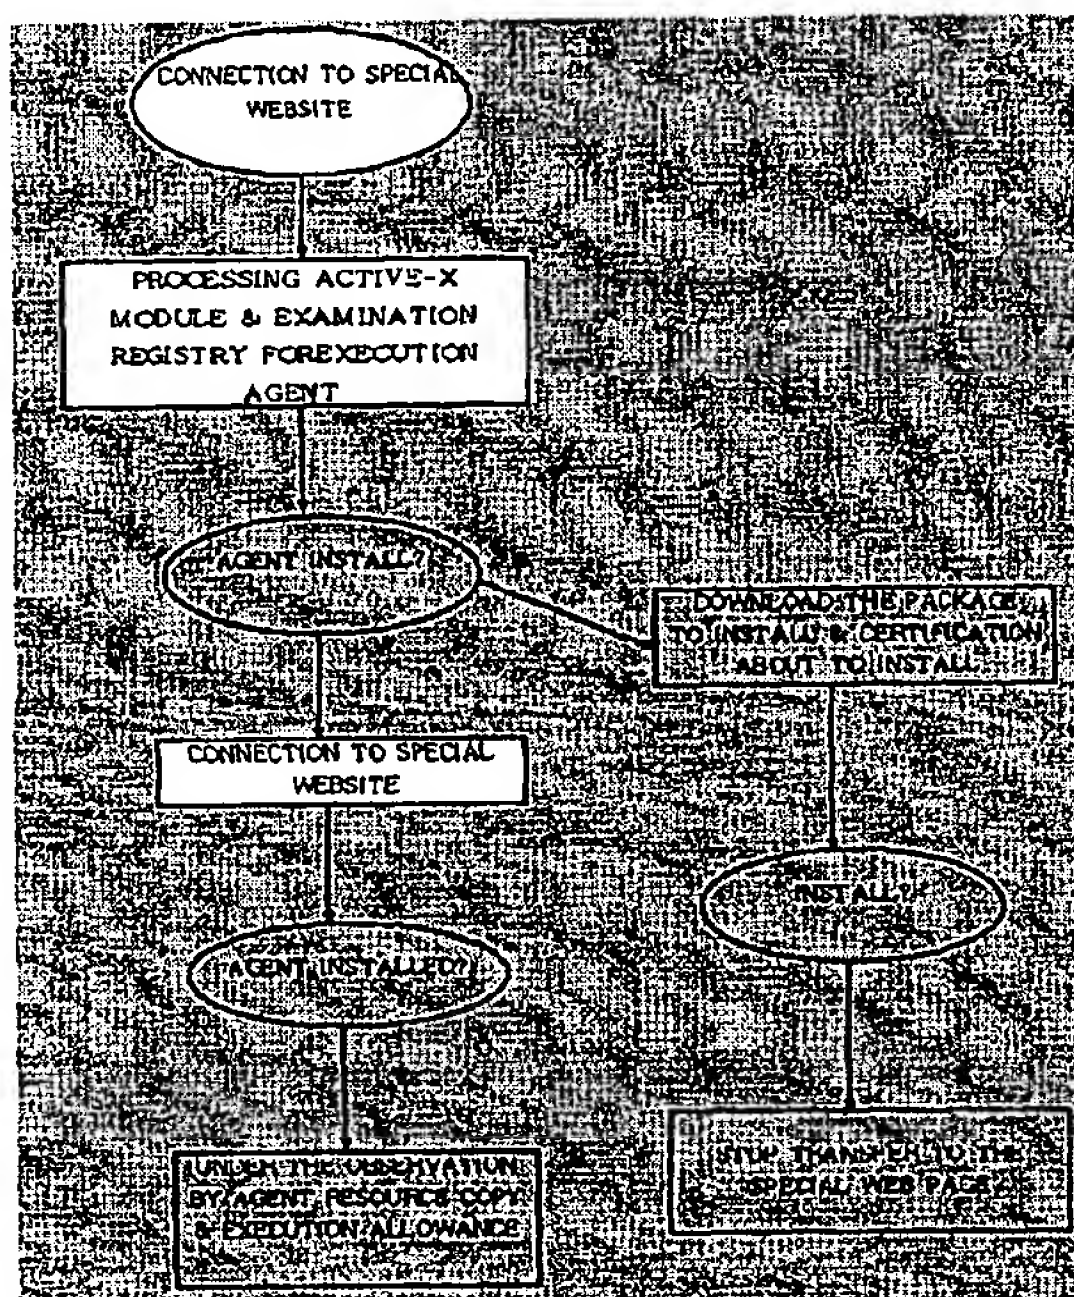 CONNECTION TO SPECIAL
WEBSITE
PROCESSING ACTIVE-X
MODULE & EXAMINATION
REGISTRY FOREXECUTION
AGENT
AGENT INSTALL?
DOWNLOAD THE PACKAGE
TO INSTALL & CERTIFICATION
ABOUT TO INSTALL
CONNECTION TO SPECIAL
WEBSITE
INSTALL?
AGENT INSTALLED?
UNDER THE OBSERVATION
BY AGENT, RESOURCE COPY
& EXECUTION ALLOWANCE
STOP TRANSFER TO THE
SPECIAL WEB PAGE